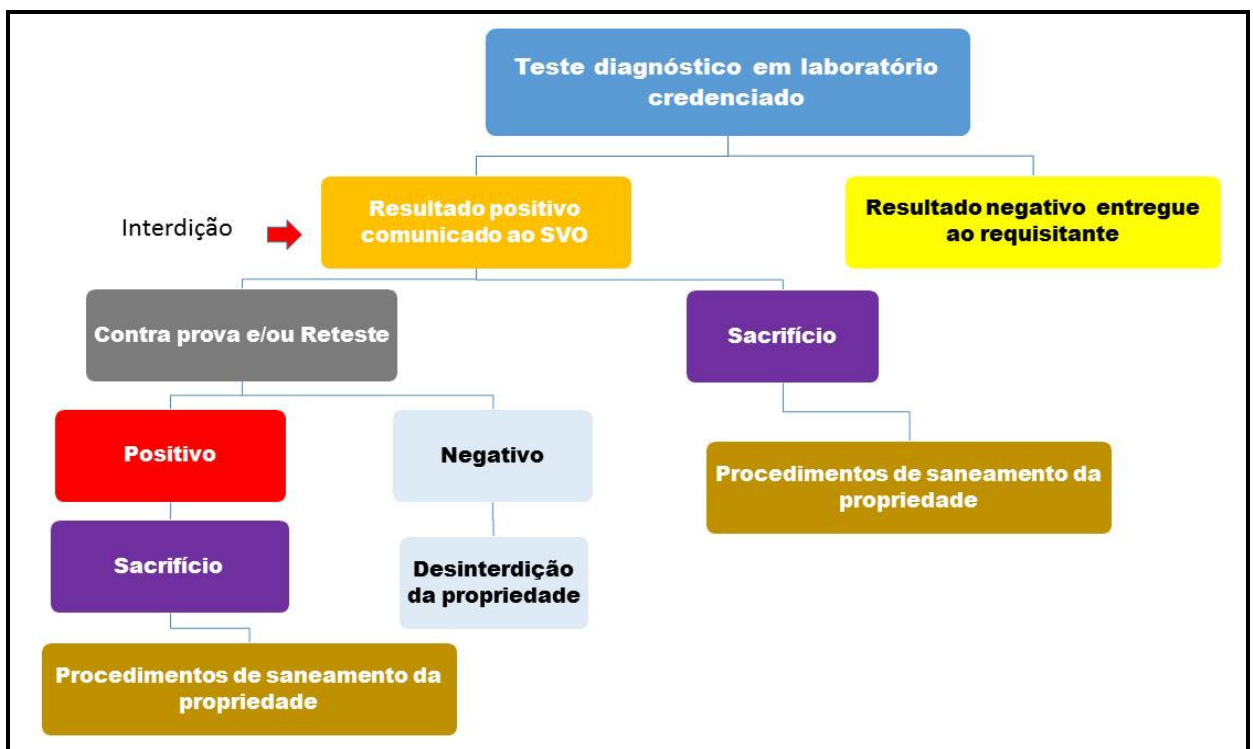 Teste diagnóstico em laboratório
credenciado
Interdição
Resultado positivo
comunicado ao SVO
Resultado negativo entregue
ao requisitante
Contra prova e/ou Reteste
Sacrifício
Positivo
Negativo
Procedimentos de saneamento da
propriedade
Sacrifício
Desinterdição
da propriedade
Procedimentos de saneamento da
propriedade